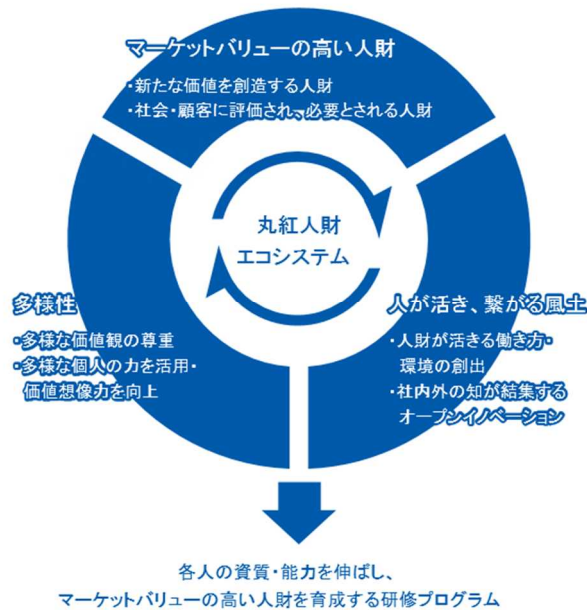 マーケットバリューの高い人財
・新たな価値を創造する人財
・社会・顧客に評価され、必要とされる人財
丸紅人財
エコシステム
多様性
・多様な価値観の尊重
・多様な個人の力を活用・
価値想像力を向上
人が活き、繋がる風土
・人財が活きる働き方・
環境の創出
・社内外の知が結集する
オープンイノベーション
各人の資質・能力を伸ばし、
マーケットバリューの高い人財を育成する研修プログラム